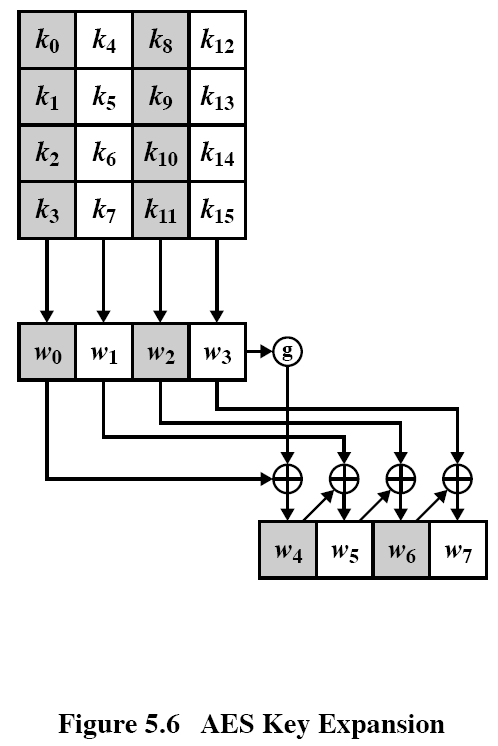 k0 k4 k8 k12
k1 k5 k9 k13
k2 k6 k10 k14
k3 k7 k11 k15
w0 w1 w2 w3 g
w4 w5 w6 w7
Figure 5.6 AES Key Expansion